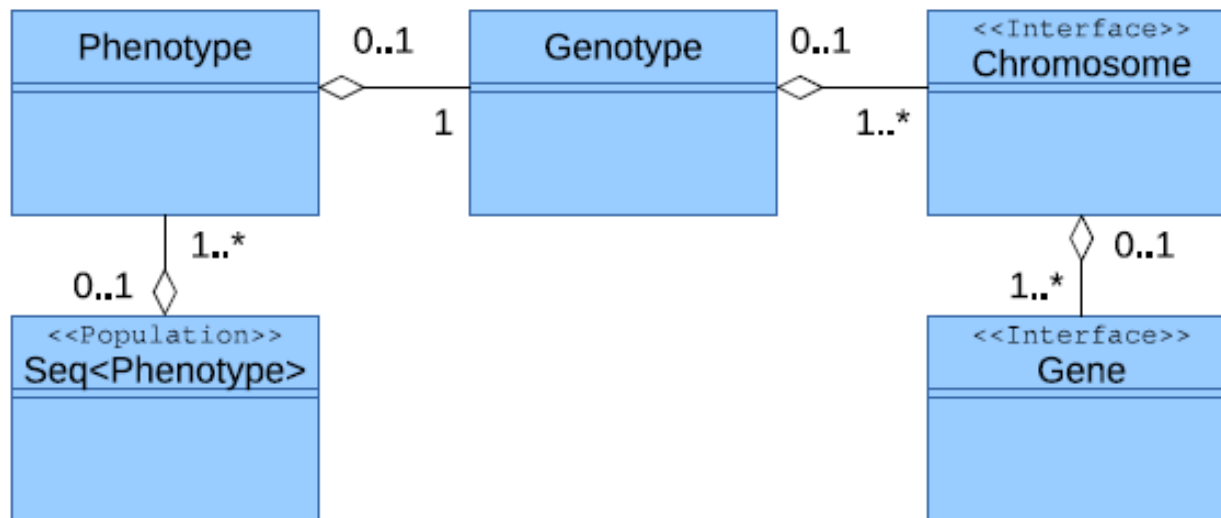 Phenotype
0..1
1
Genotype
0..1
1..*
<<Interface>>
Chromosome
1..*
0..1
<<Population>>
Seq<Phenotype>
0..1
1..*
<<Interface>>
Gene